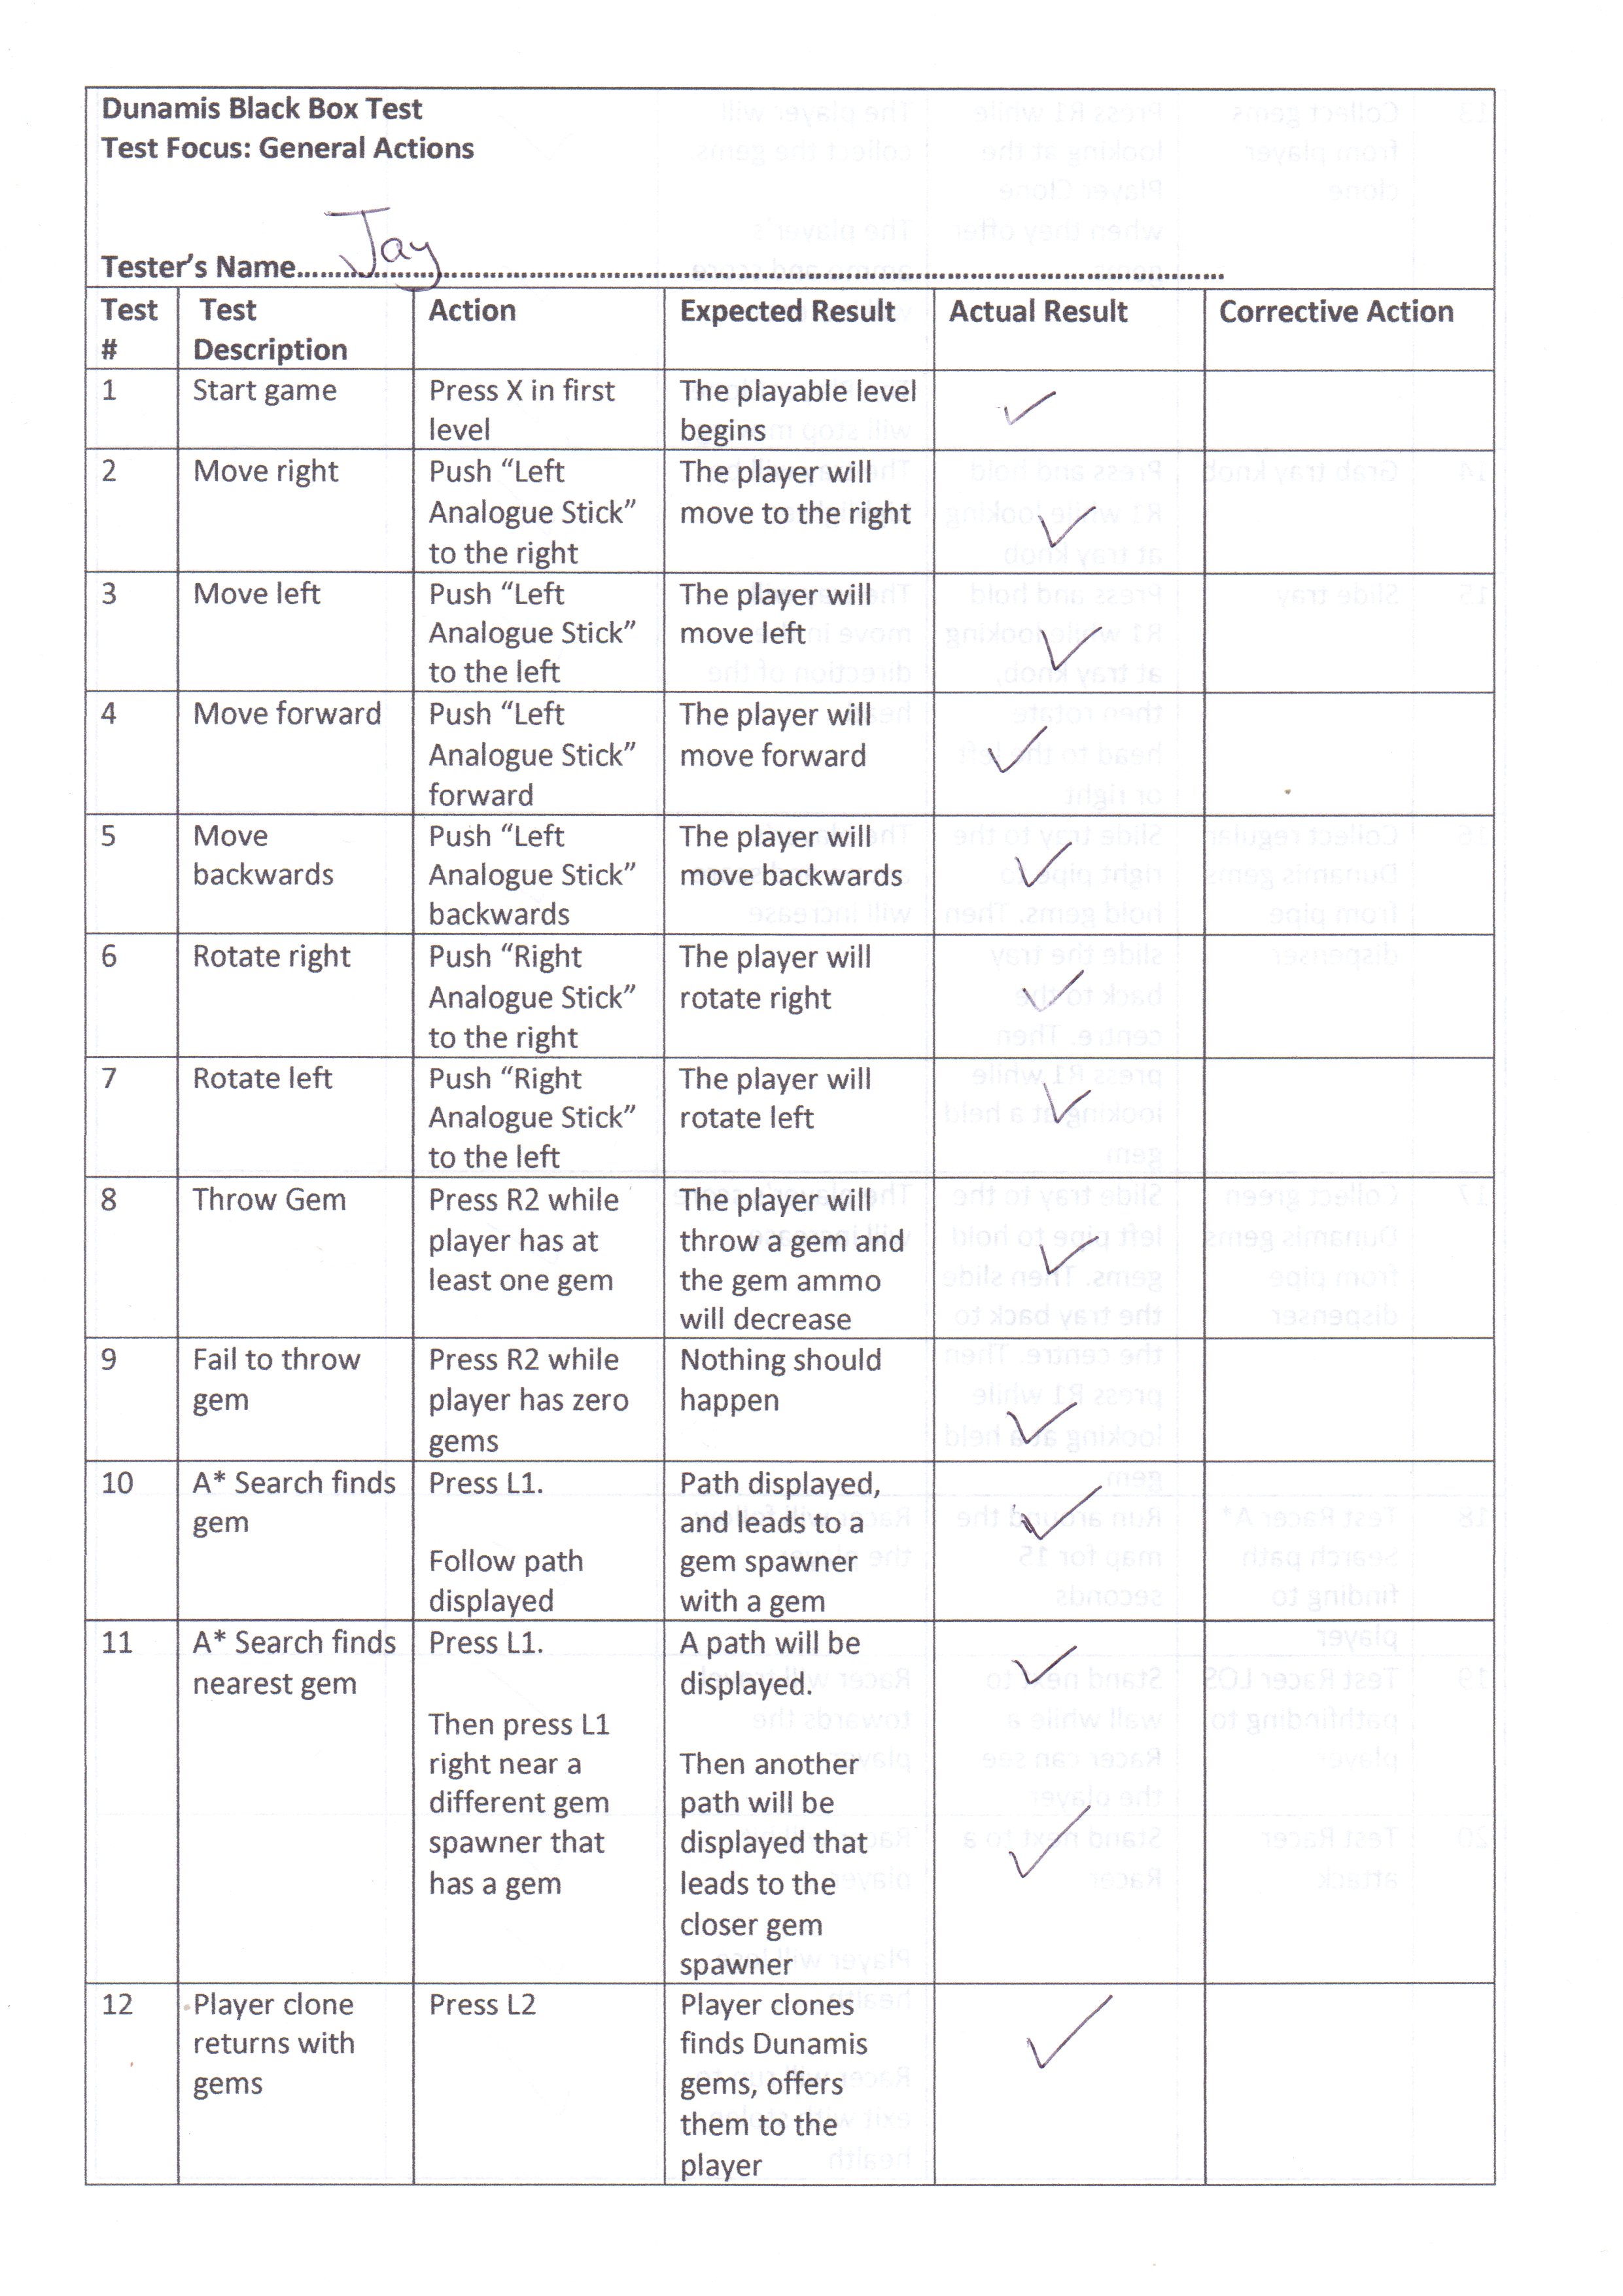 Dunamis Black Box Test
Test Focus: General Actions
Jay
Tester's Name................................................................................
Test # Test Description Action Expected Result Actual Result Corrective Action
1 Start game Press X in first level The playable level begins ✓
2 Move right Push “Left Analogue Stick” to the right The player will move to the right ✓
3 Move left Push “Left Analogue Stick” to the left The player will move left ✓
4 Move forward Push “Left Analogue Stick” forward The player will move forward ✓
5 Move backwards Push “Left Analogue Stick” backwards The player will move backwards ✓
6 Rotate right Push “Right Analogue Stick” to the right The player will rotate right ✓
7 Rotate left Push “Right Analogue Stick” to the left The player will rotate left ✓
8 Throw Gem Press R2 while player has at least one gem The player will throw a gem and the gem ammo will decrease ✓
9 Fail to throw gem Press R2 while player has zero gems Nothing should happen ✓
10 A* Search finds gem Press L1. Follow path displayed Path displayed, and leads to a gem spawner with a gem ✓
11 A* Search finds nearest gem Press L1. Then press L1 right near a different gem spawner that has a gem A path will be displayed. Then another path will be displayed that leads to the closer gem spawner ✓ ✓
12 Player clone returns with gems Press L2 Player clones finds Dunamis gems, offers them to the player ✓